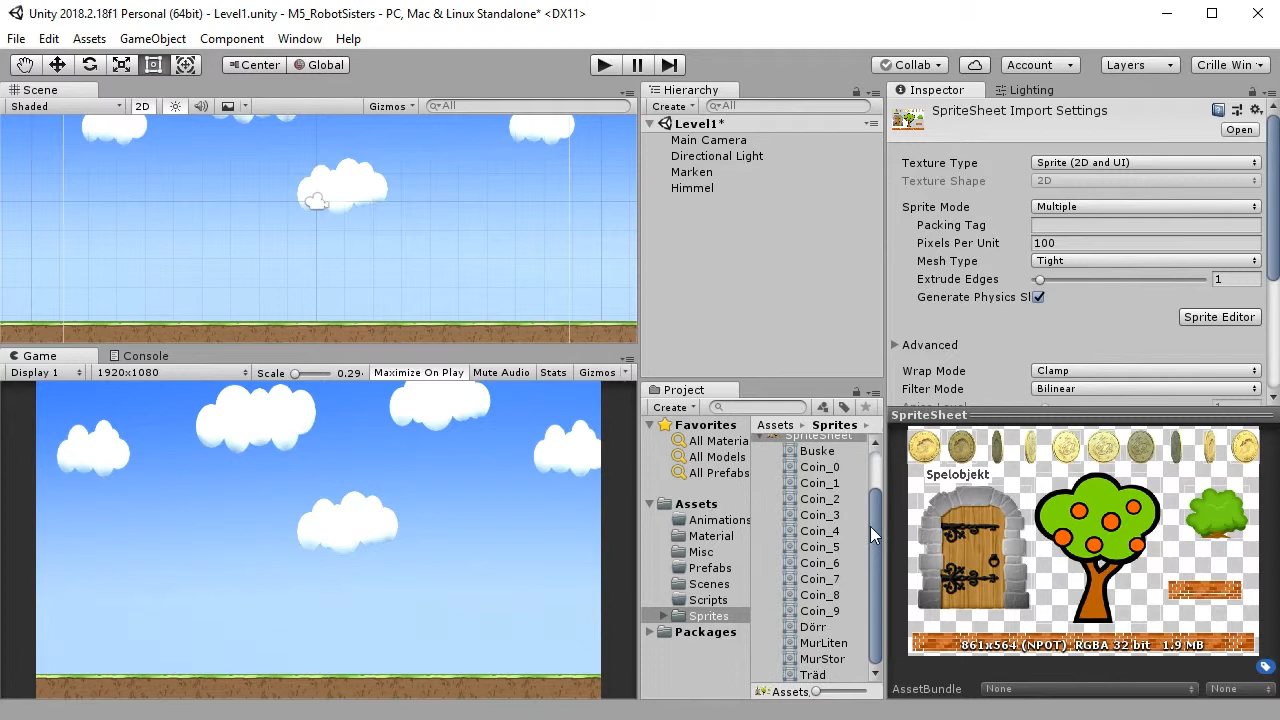 Unity 2018.2.18f1 Personal (64bit) - Level1.unity - M5_RobotSisters - PC, Mac & Linux Standalone* <DX11>
File Edit Assets GameObject Component Window Help
Center Global Collab Account Layers Crille Win
Scene
Shaded 2D Gizmos All
Hierarchy
Create All
Level1*
Main Camera
Directional Light
Marken
Himmel
Game Console
Display 1 1920x1080 Scale 0.29 Maximize On Play Mute Audio Stats Gizmos
Project
Create
Favorites
All Materia
All Models
All Prefabs
Assets
Animations
Material
Misc
Prefabs
Scenes
Scripts
Sprites
Packages
Assets Sprites
SpriteSheet
Buske
Coin_0
Coin_1
Coin_2
Coin_3
Coin_4
Coin_5
Coin_6
Coin_7
Coin_8
Coin_9
Dörr
MurLiten
MurStor
Träd
Assets
Inspector Lighting
SpriteSheet Import Settings
Open
Texture Type Sprite (2D and UI)
Texture Shape 2D
Sprite Mode Multiple
Packing Tag
Pixels Per Unit 100
Mesh Type Tight
Extrude Edges 1
Generate Physics S
Sprite Editor
Advanced
Wrap Mode Clamp
Filter Mode Bilinear
SpriteSheet
Spelobjekt
861x564 (NPOT) RGBA 32 bit 1.9 MB
AssetBundle None None